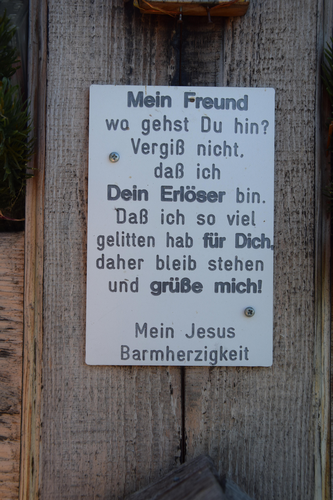 Mein Freund
wo gehst Du hin?
Vergiß nicht,
daß ich
Dein Erlöser bin.
Daß ich so viel
gelitten hab für Dich,
daher bleib stehen
und grüße mich!
Mein Jesus
Barmherzigkeit